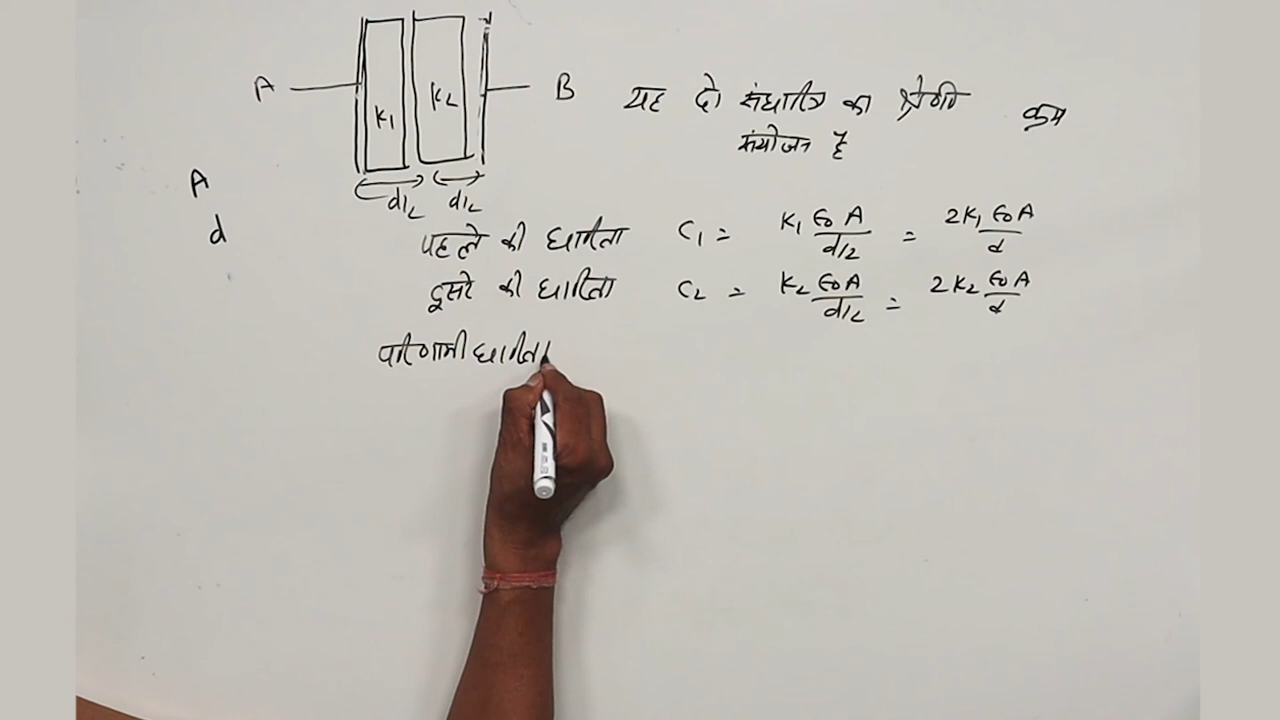 A K₁ K₂ B यह दो संधारित्र का श्रेणी क्रम
संयोजन है
d/2 d/2
A
d
पहले की धारिता C₁ = K₁ ε₀ A / d/2 = 2K₁ ε₀ A / d
दूसरे की धारिता C₂ = K₂ ε₀ A / d/2 = 2K₂ ε₀ A / d
परिणामी धारिता